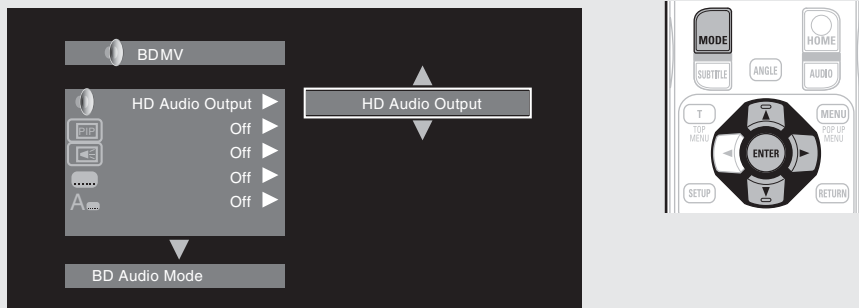 BDMV
HD Audio Output
PIP
Off
Off
Off
A
Off
HD Audio Output
BD Audio Mode
MODE
HOME
SUBTITLE
ANGLE
AUDIO
T
TOP
MENU
MENU
POP UP
MENU
ENTER
SETUP
RETURN